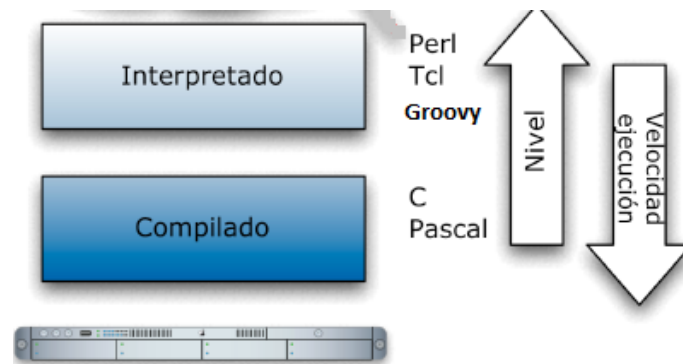 Interpretado
Perl
Tcl
Groovy
Compilado
C
Pascal
Nivel
Velocidad
ejecución